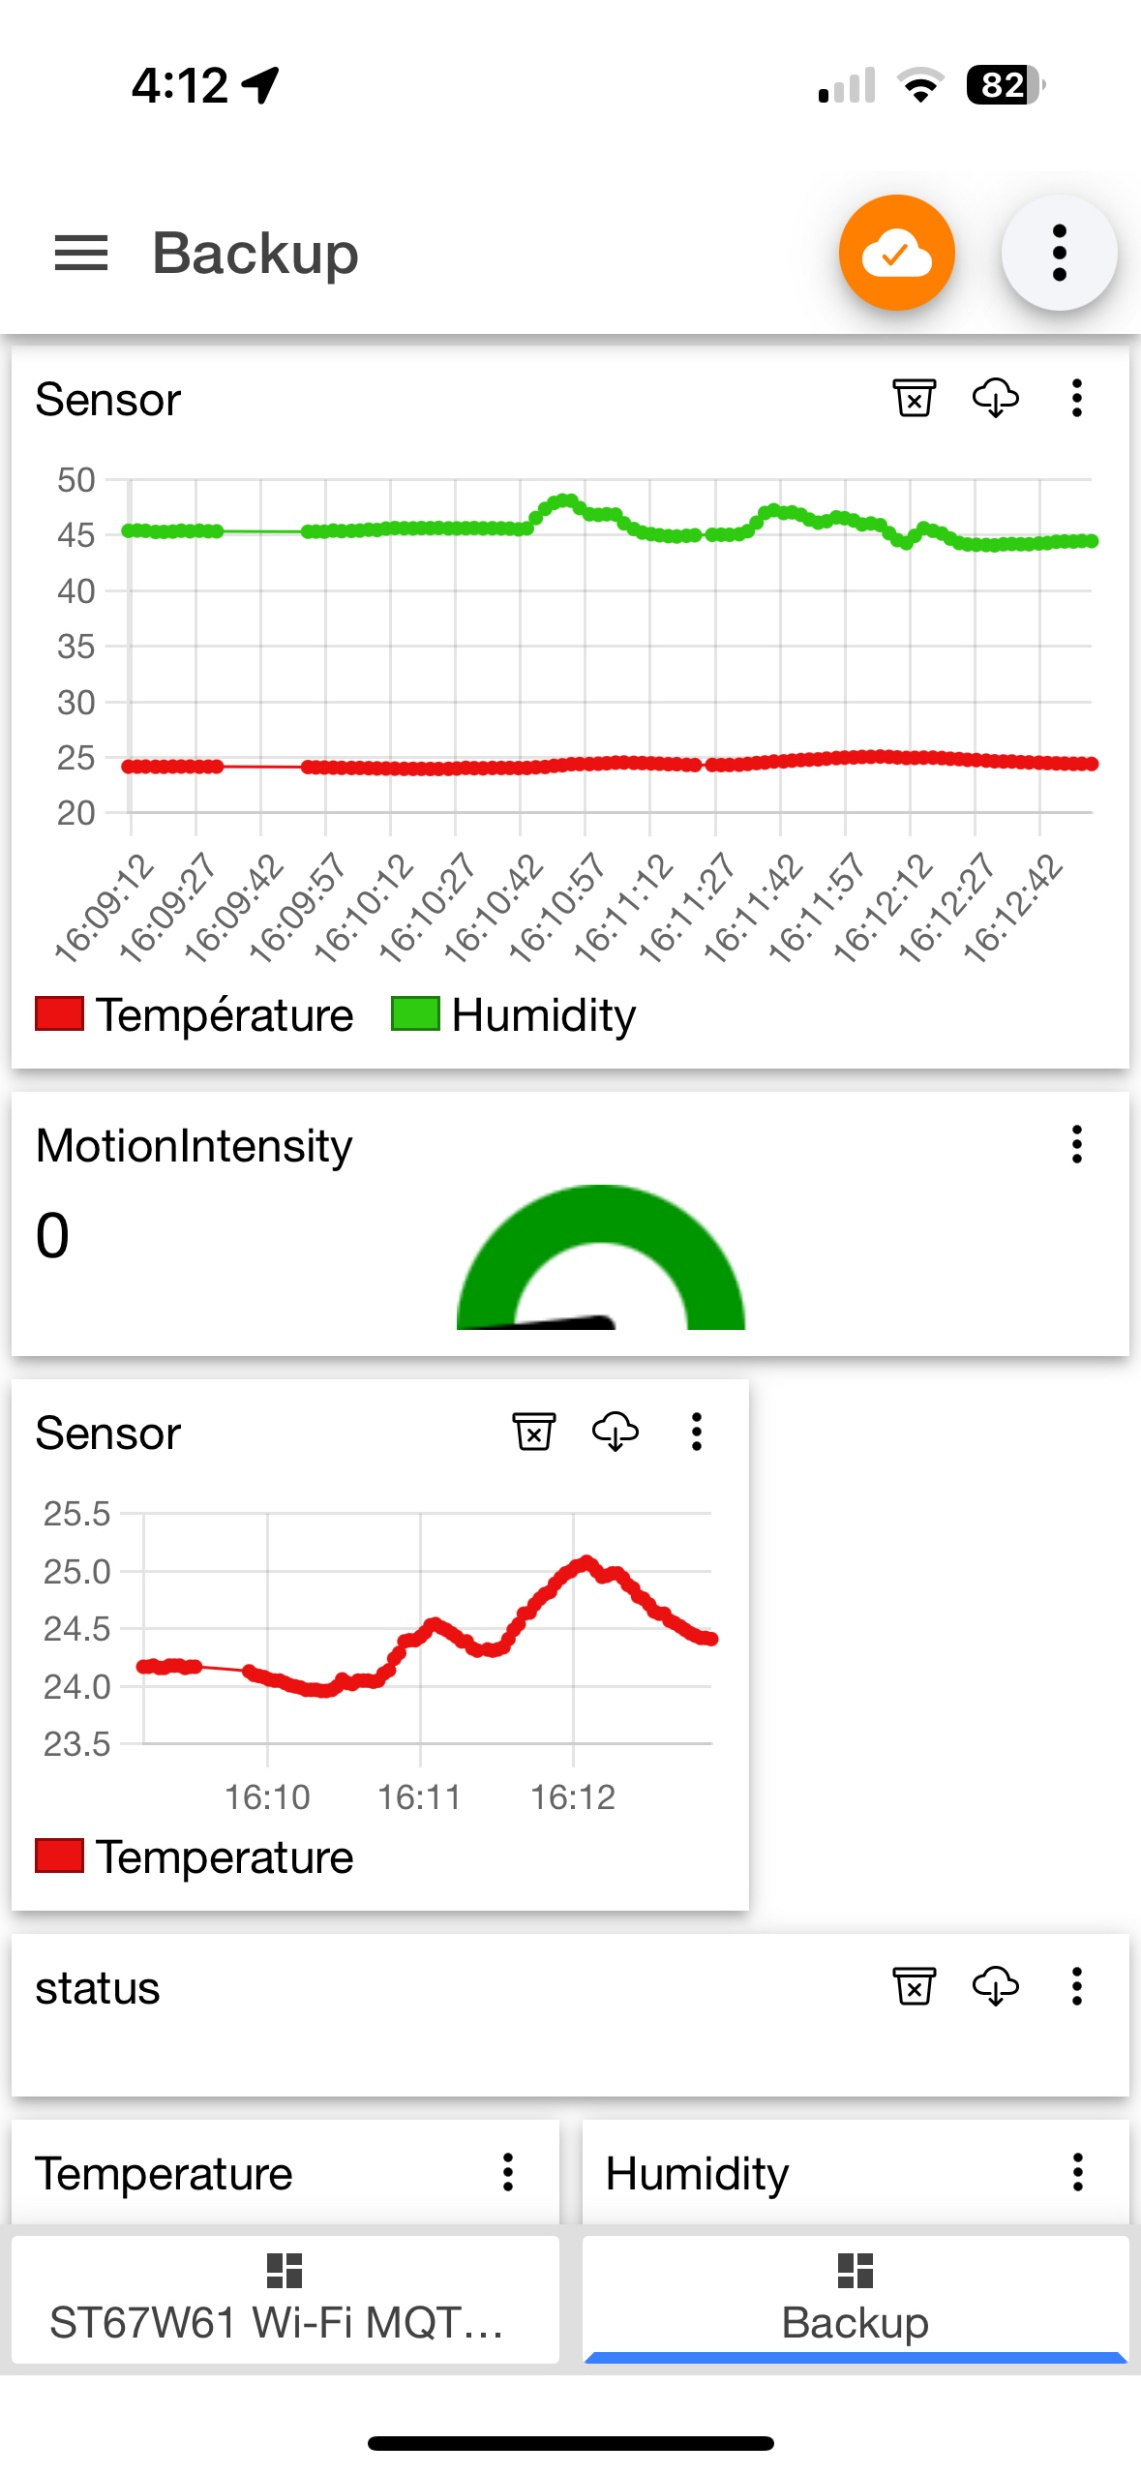 4:12
82
Backup
Sensor
50
45
40
35
30
25
20
16:09:12
16:09:27
16:09:42
16:09:57
16:10:12
16:10:27
16:10:42
16:10:57
16:11:12
16:11:27
16:11:42
16:11:57
16:12:12
16:12:27
16:12:42
Température
Humidity
MotionIntensity
0
Sensor
25.5
25.0
24.5
24.0
23.5
16:10
16:11
16:12
Temperature
status
Temperature
Humidity
ST67W61 Wi-Fi MQT...
Backup